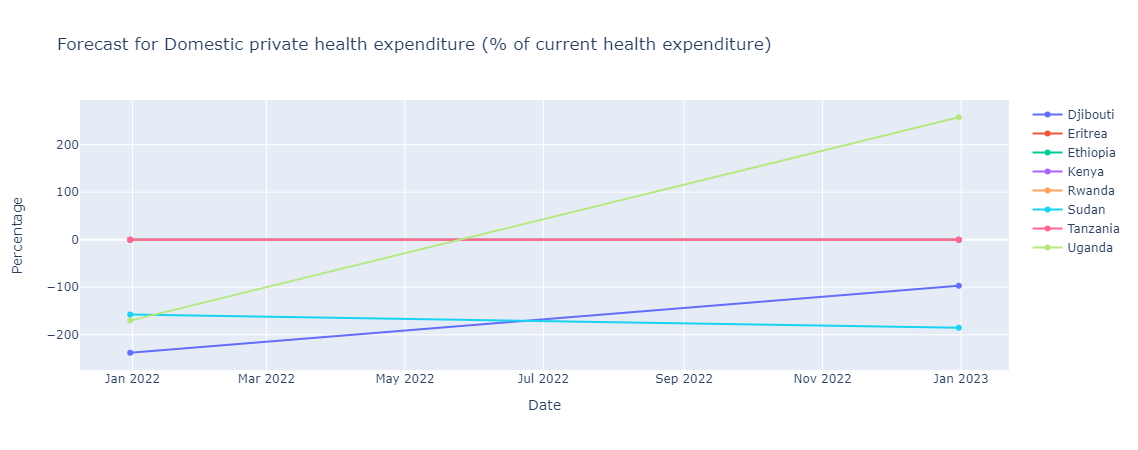 Forecast for Domestic private health expenditure (% of current health expenditure)
Percentage
200
100
0
−100
−200
Jan 2022 Mar 2022 May 2022 Jul 2022 Sep 2022 Nov 2022 Jan 2023
Date
Djibouti
Eritrea
Ethiopia
Kenya
Rwanda
Sudan
Tanzania
Uganda